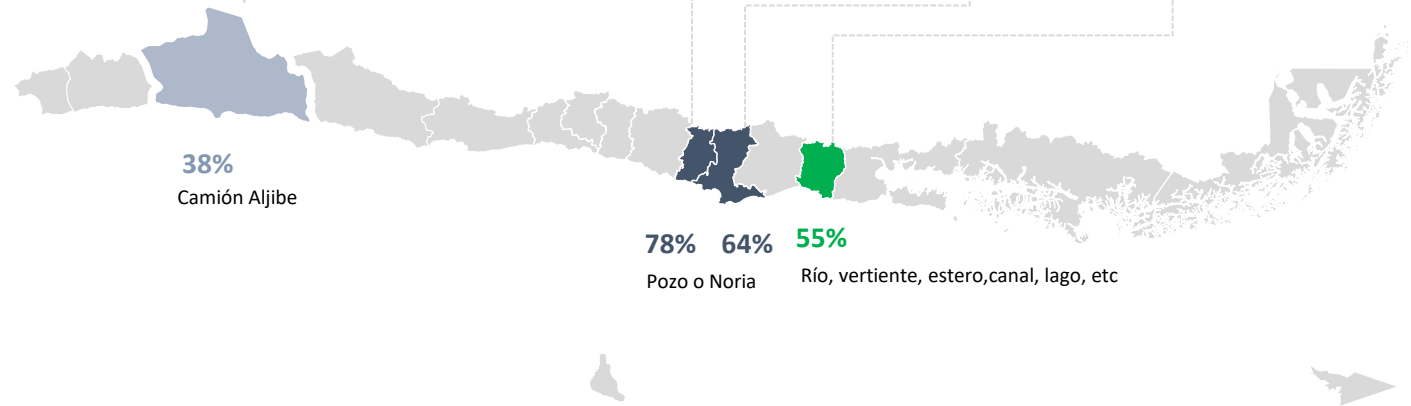 38%
Camión Aljibe
78% 64% 55%
Pozo o Noria
Río, vertiente, estero,canal, lago, etc